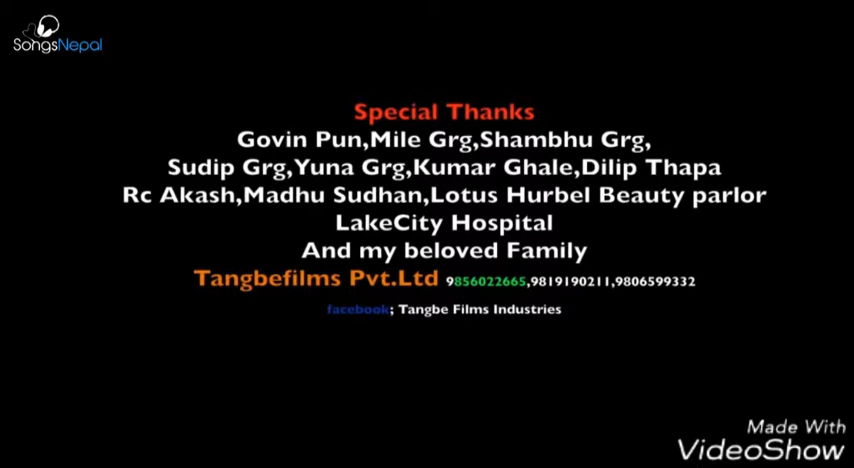 SongsNepal
Special Thanks
Govin Pun,Mile Grg,Shambhu Grg,
Sudip Grg,Yuna Grg,Kumar Ghale,Dilip Thapa
Rc Akash,Madhu Sudhan,Lotus Hurbel Beauty parlor
LakeCity Hospital
And my beloved Family
Tangbefilms Pvt.Ltd 9856022665,9819190211,9806599332
facebook; Tangbe Films Industries
Made With
VideoShow